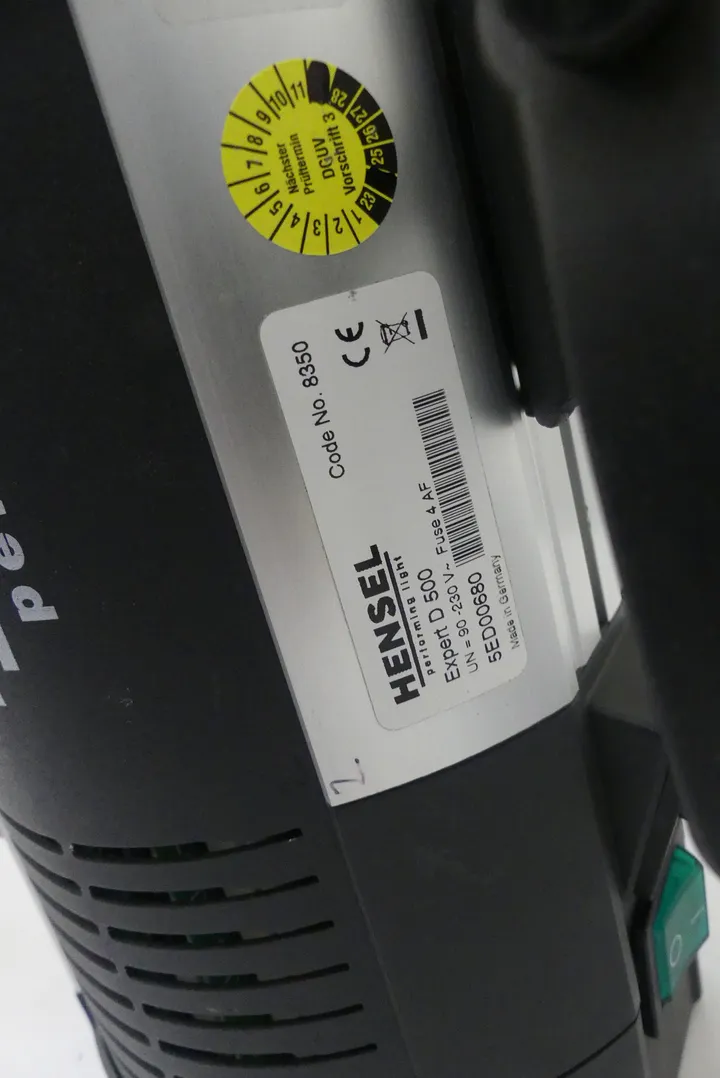 1 2 3 4 5 6 7 8 9 10 11
23 25 26 27 28
Nächster
Prüftermin
DGUV
Vorschrift 3
Code No. 8350
CE
HENSEL
performing light
Expert D 500
UN = 90 -230 V~ Fuse 4 AF
5ED00680
Made in Germany
2.
per
O I